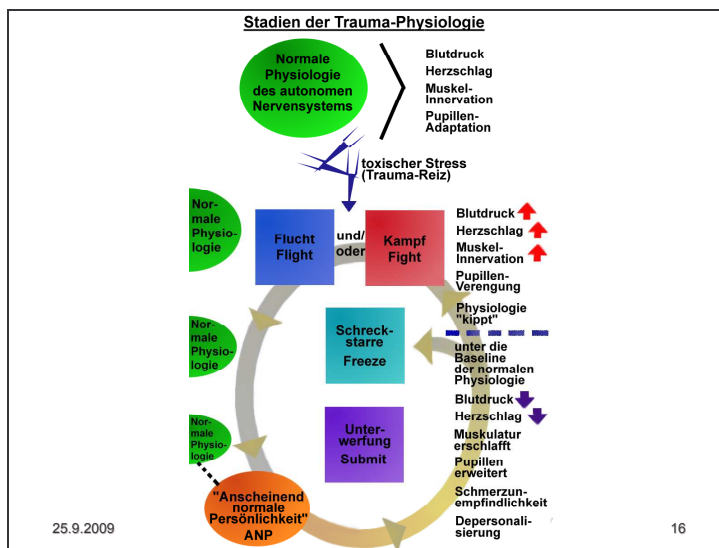 Stadien der Trauma-Physiologie
Normale
Physiologie
des autonomen
Nervensystems
Blutdruck
Herzschlag
Muskel-
Innervation
Pupillen-
Adaptation
toxischer Stress
(Trauma-Reiz)
Nor-
male
Physio-
logie
Flucht
Flight
und/
oder
Kampf
Fight
Blutdruck
Herzschlag
Muskel-
Innervation
Pupillen-
Verengung
Physiologie
"kippt"
Nor-
male
Physio-
logie
Schreck-
starre
Freeze
unter die
Baseline
der normalen
Physiologie
Blutdruck
Herzschlag
Muskulatur
erschlafft
Pupillen
erweitert
Schmerzun-
empfindlichkeit
Depersonali-
sierung
Nor-
male
Physio-
logie
Unter-
werfung
Submit
"Anscheinend
normale
Persönlichkeit"
ANP
25.9.2009
16